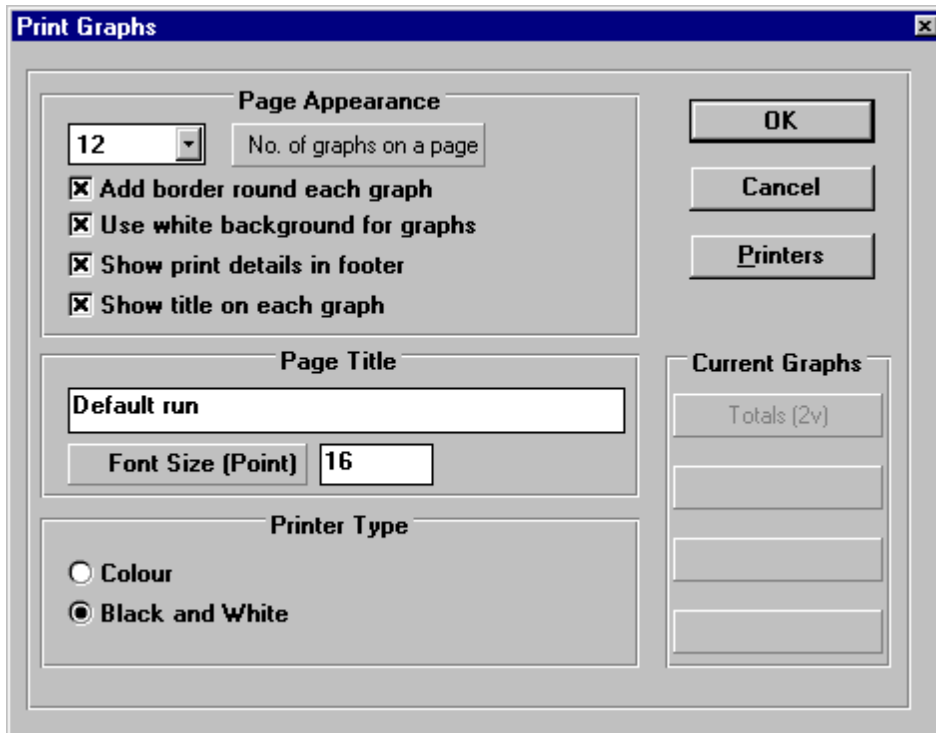 Print Graphs
Page Appearance
12
No. of graphs on a page
Add border round each graph
Use white background for graphs
Show print details in footer
Show title on each graph
OK
Cancel
Printers
Page Title
Default run
Font Size (Point)
16
Current Graphs
Totals (2v)
Printer Type
Colour
Black and White